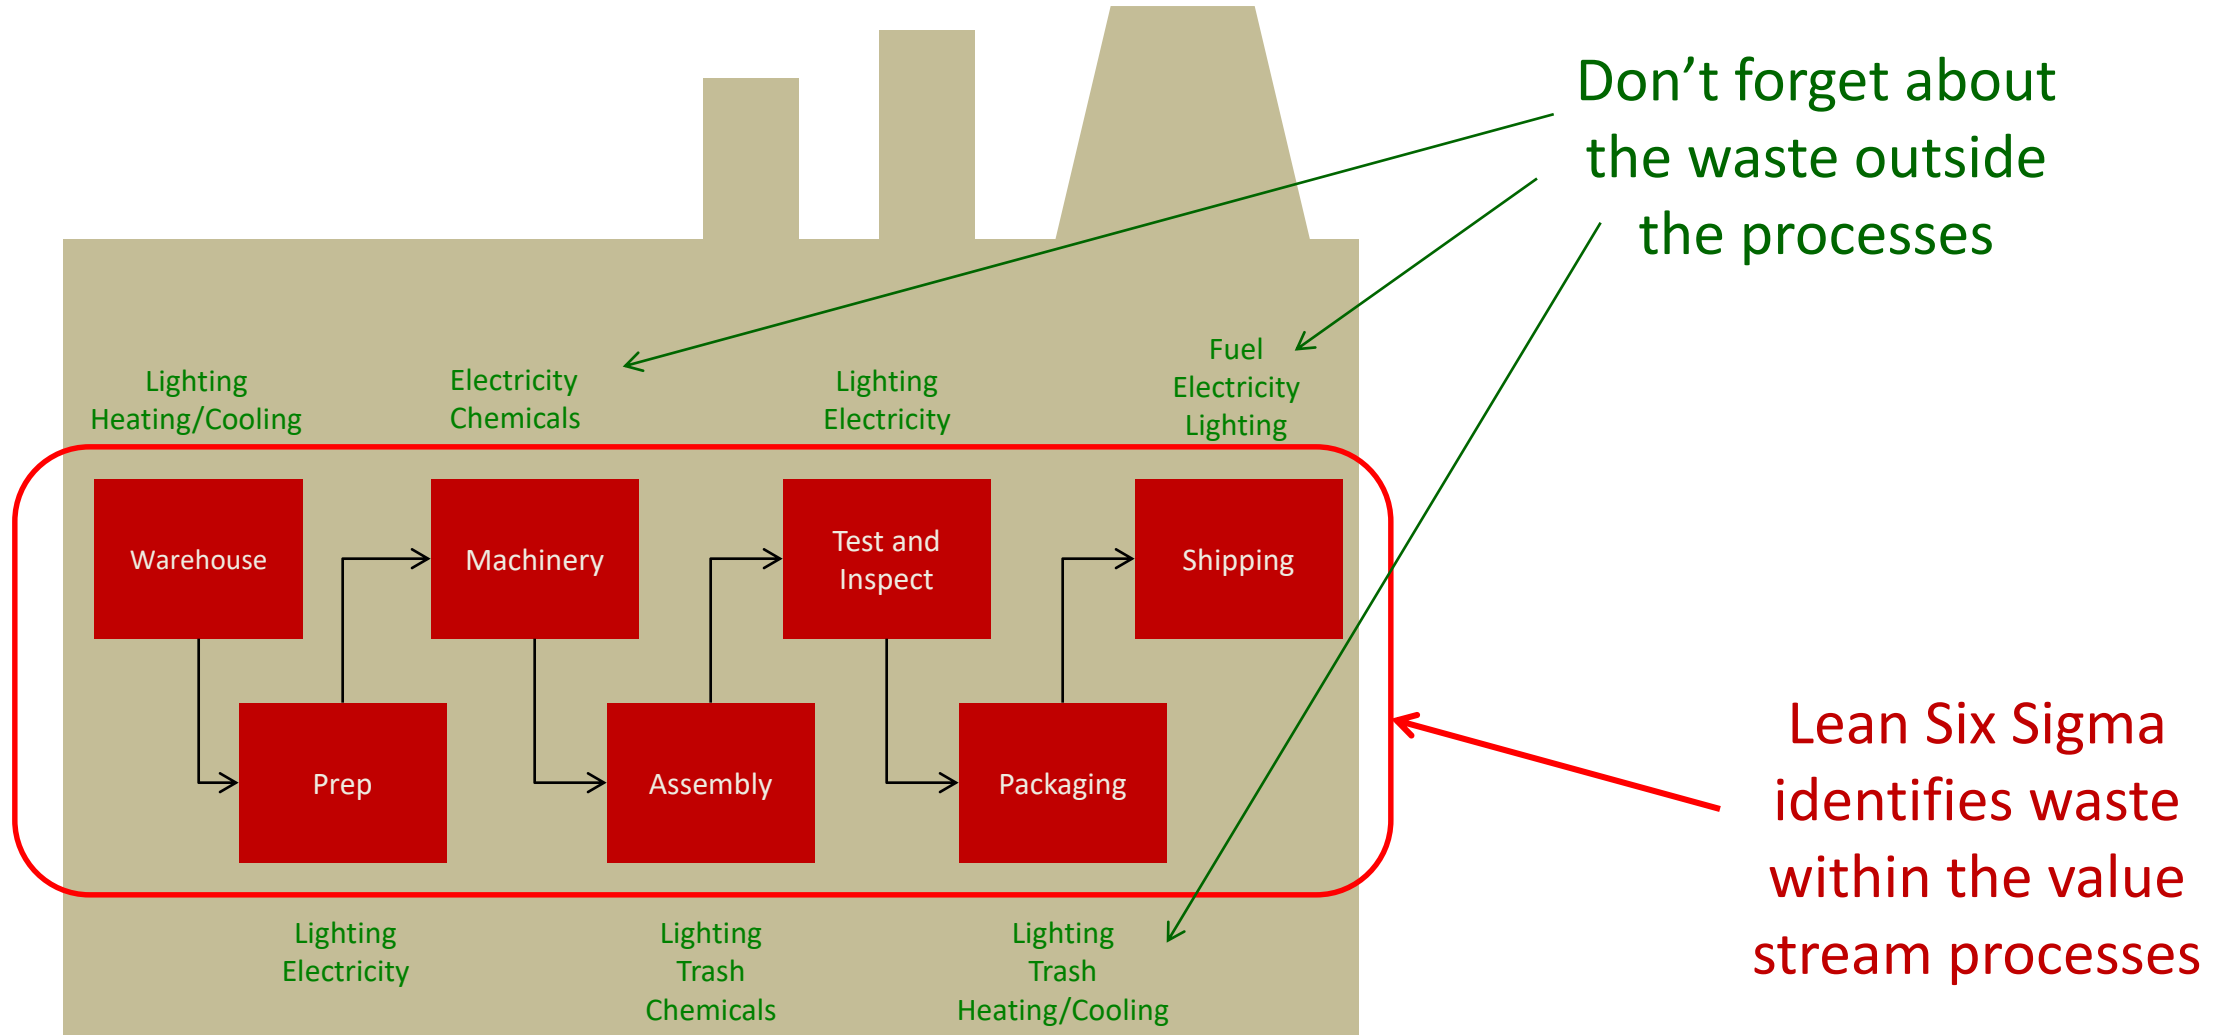 Don’t forget about
the waste outside
the processes
Lighting
Heating/Cooling
Electricity
Chemicals
Lighting
Electricity
Fuel
Electricity
Lighting
Warehouse
Machinery
Test and
Inspect
Shipping
Prep
Assembly
Packaging
Lighting
Electricity
Lighting
Trash
Chemicals
Lighting
Trash
Heating/Cooling
Lean Six Sigma
identifies waste
within the value
stream processes